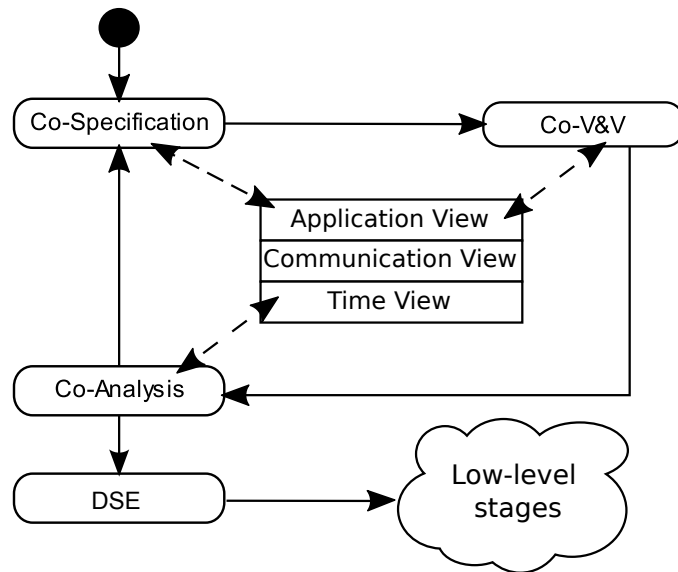 Co-Specification
Co-V&V
Application View
Communication View
Time View
Co-Analysis
DSE
Low-level
stages